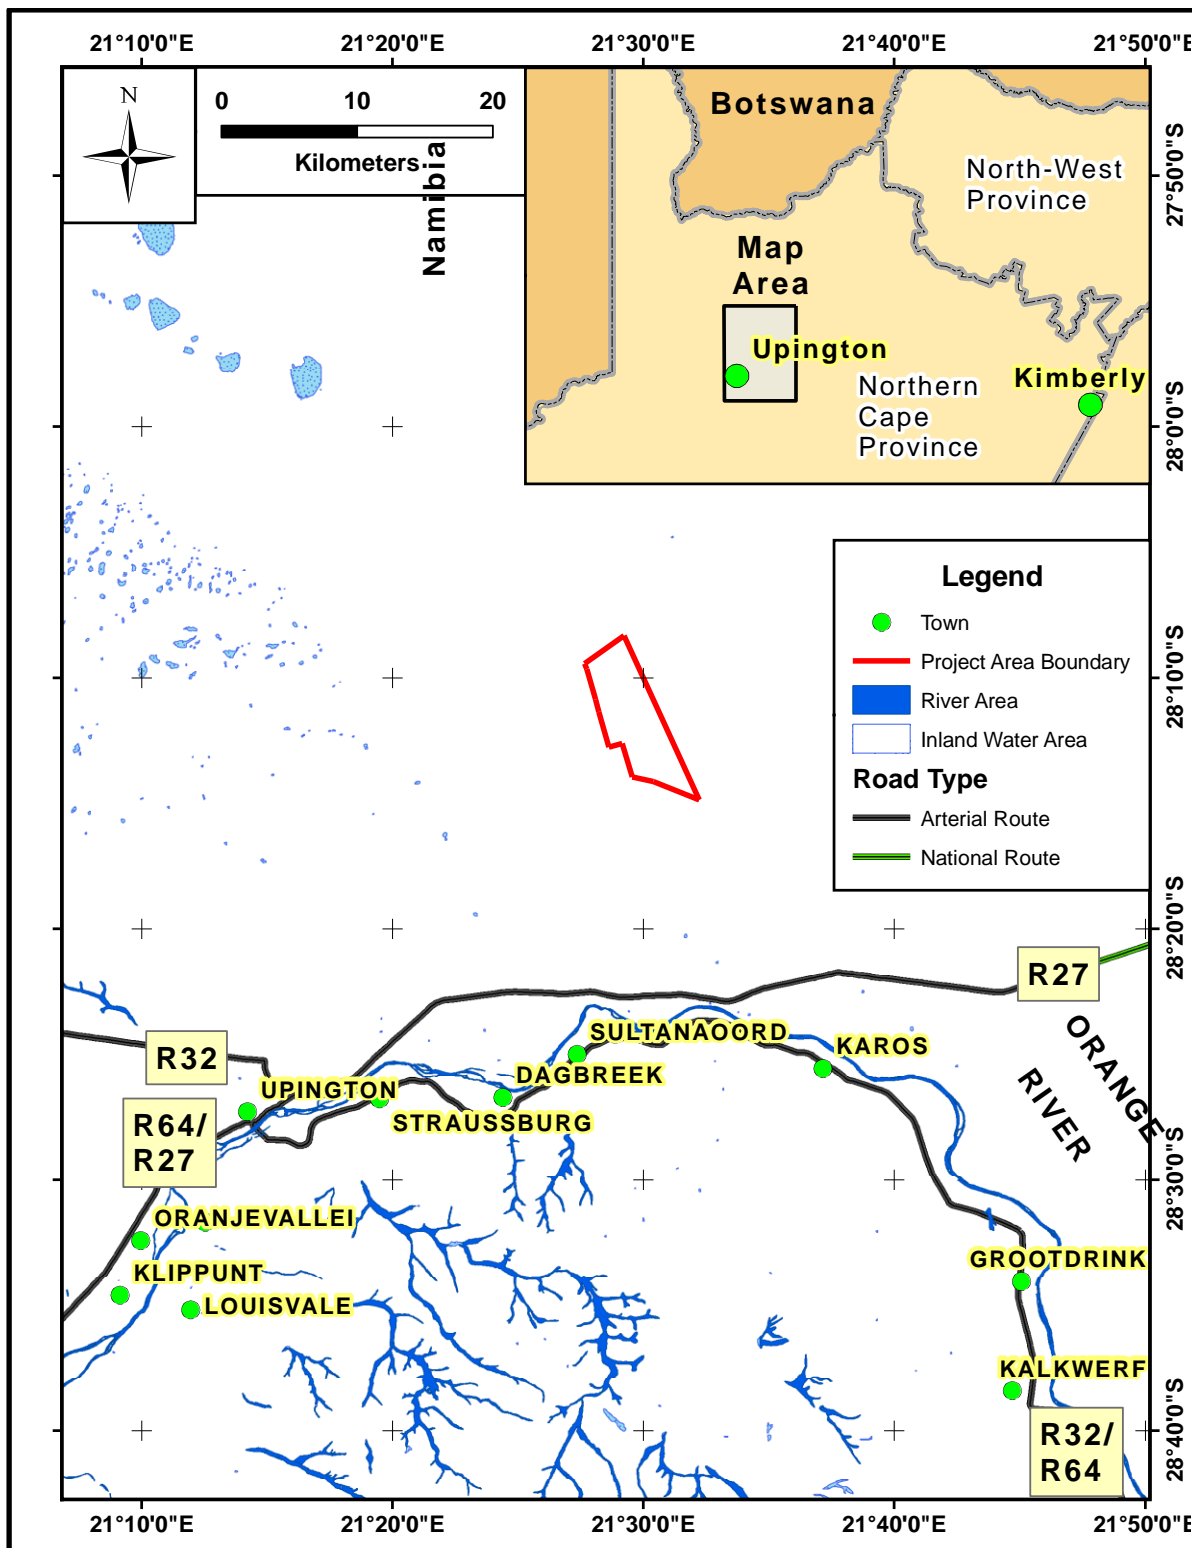 21°10'0"E 21°20'0"E 21°30'0"E 21°40'0"E 21°50'0"E
N
0 10 20
Kilometers
Namibia
Botswana
North-West
Province
Map
Area
Upington
Kimberly
Northern
Cape
Province
27°50'0"S
28°0'0"S
28°10'0"S
28°20'0"S
28°30'0"S
28°40'0"S
Legend
Town
Project Area Boundary
River Area
Inland Water Area
Road Type
Arterial Route
National Route
R27
ORANGE
RIVER
SULTANAOORD
KAROS
R32
DAGBREEK
UPINGTON
STRAUSSBURG
R64/
R27
ORANJEVALLEI
KLIPPUNT
LOUISVALE
GROOTDRINK
KALKWERF
R32/
R64
21°10'0"E 21°20'0"E 21°30'0"E 21°40'0"E 21°50'0"E